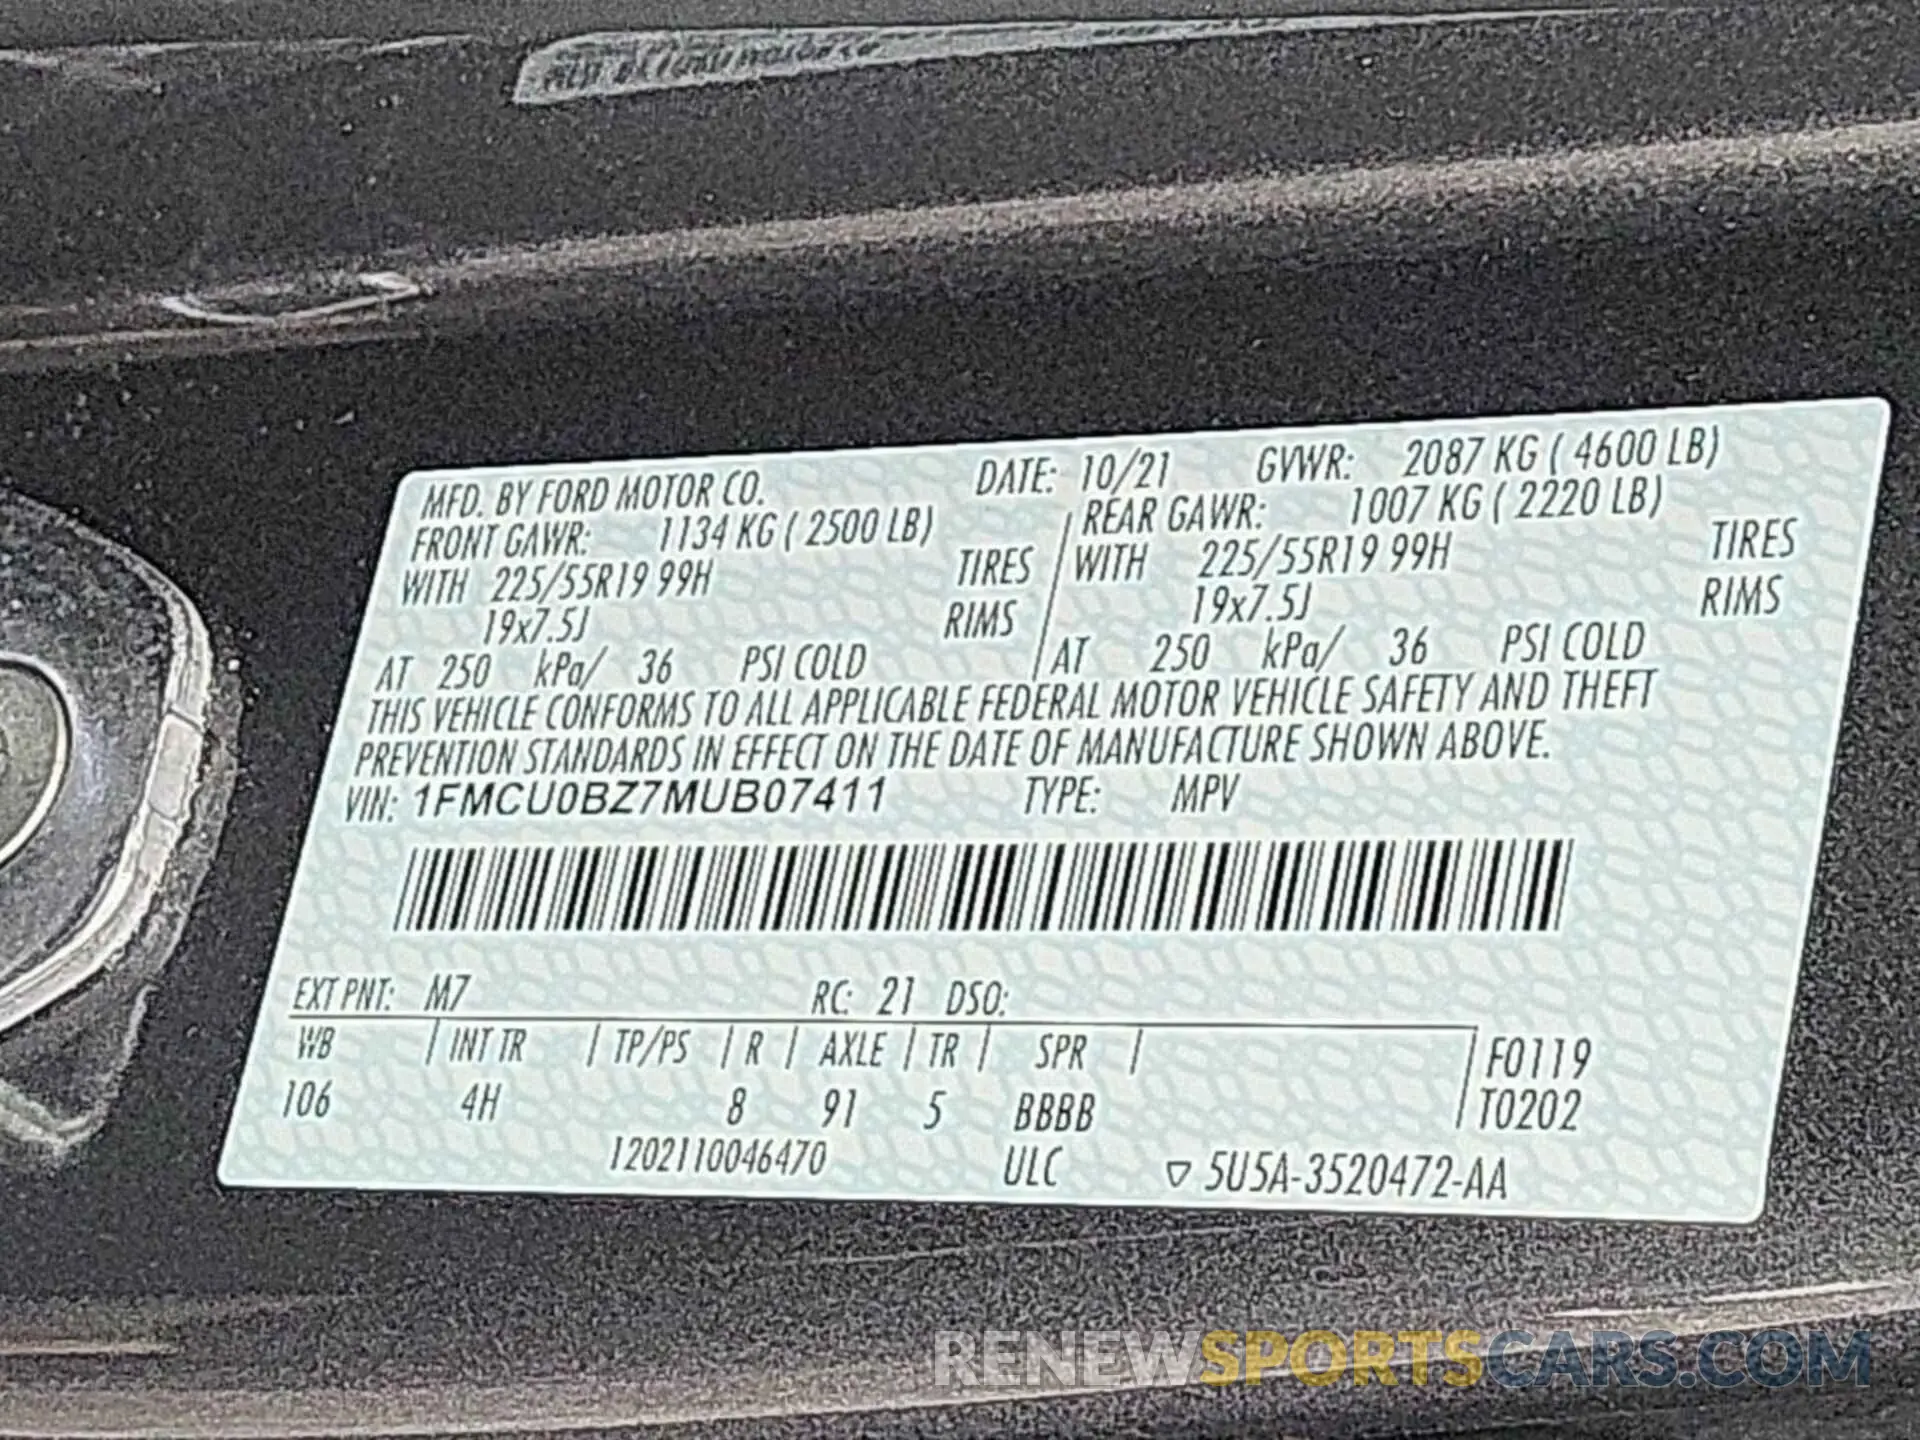 MFD. BY FORD MOTOR CO. DATE: 10/21 GVWR: 2087 KG ( 4600 LB)
FRONT GAWR: 1134 KG ( 2500 LB) REAR GAWR: 1007 KG ( 2220 LB)
WITH 225/55R19 99H TIRES WITH 225/55R19 99H TIRES
19x7.5J RIMS 19x7.5J RIMS
AT 250 kPa/ 36 PSI COLD AT 250 kPa/ 36 PSI COLD
THIS VEHICLE CONFORMS TO ALL APPLICABLE FEDERAL MOTOR VEHICLE SAFETY AND THEFT
PREVENTION STANDARDS IN EFFECT ON THE DATE OF MANUFACTURE SHOWN ABOVE.
VIN: 1FMCU0BZ7MUB07411 TYPE: MPV
EXT PNT: M7 RC: 21 DSO:
WB | INT TR | TP/PS | R | AXLE | TR | SPR | | F0119
106 4H 8 91 5 BBBB | T0202
1202110046470 ULC ▽ 5U5A-3520472-AA
RENEWSPORTSCARS.COM